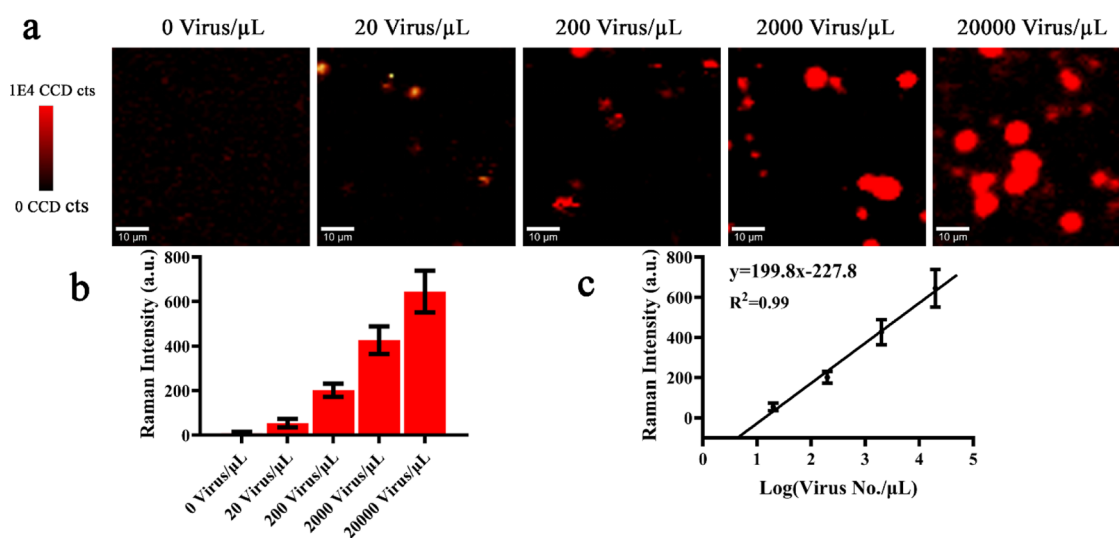 a
0 Virus/µL
20 Virus/µL
200 Virus/µL
2000 Virus/µL
20000 Virus/µL
1E4 CCD cts
0 CCD cts
10 µm
10 µm
10 µm
10 µm
10 µm
b
Raman Intensity (a.u.)
800
600
400
200
0
0 Virus/µL
20 Virus/µL
200 Virus/µL
2000 Virus/µL
20000 Virus/µL
c
y=199.8x-227.8
R²=0.99
Raman Intensity (a.u.)
800
600
400
200
0
0
1
2
3
4
5
Log(Virus No./µL)